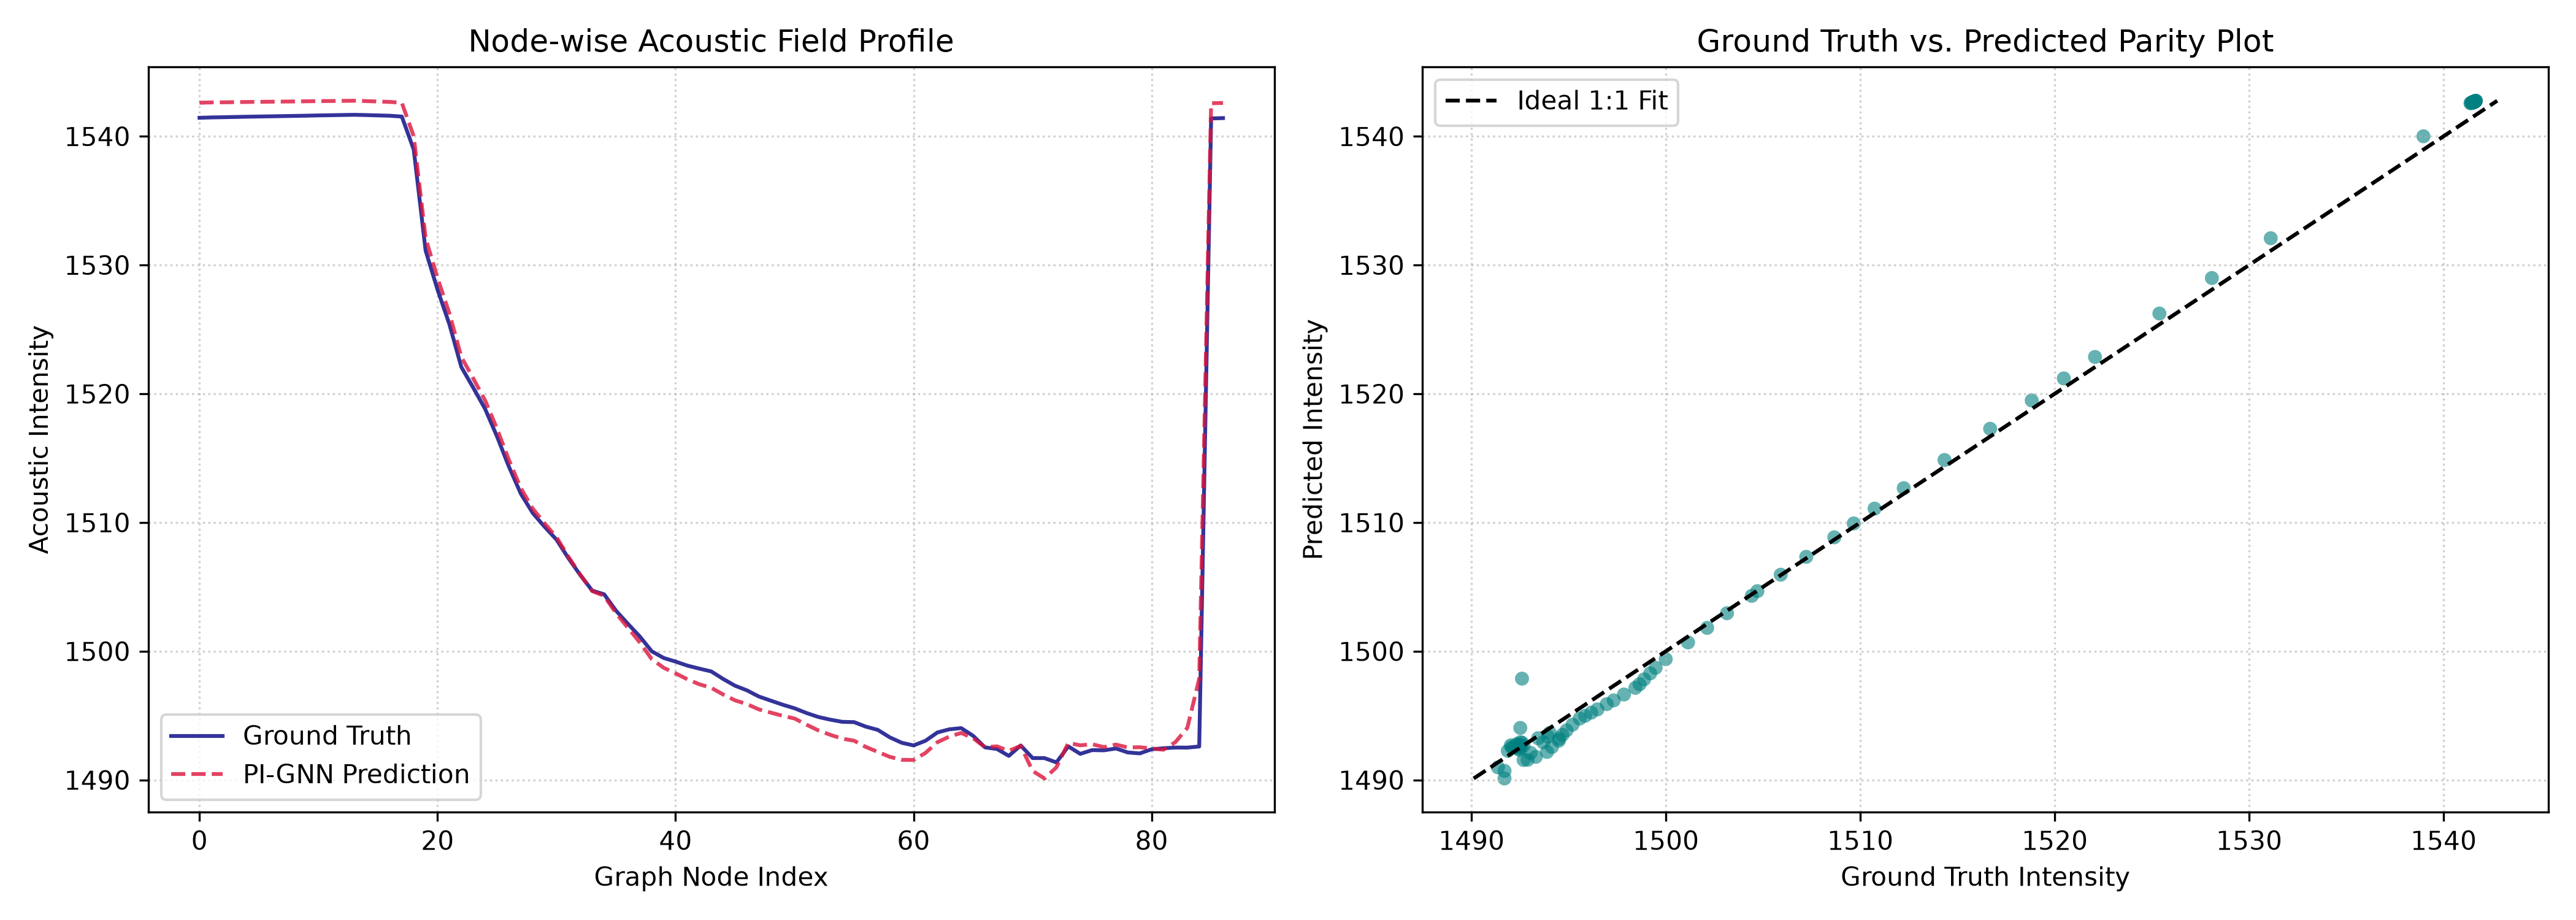 Node-wise Acoustic Field Profile
Acoustic Intensity
1540
1530
1520
1510
1500
1490
Ground Truth
PI-GNN Prediction
0 20 40 60 80
Graph Node Index
Ground Truth vs. Predicted Parity Plot
Predicted Intensity
Ideal 1:1 Fit
1540
1530
1520
1510
1500
1490
1490 1500 1510 1520 1530 1540
Ground Truth Intensity